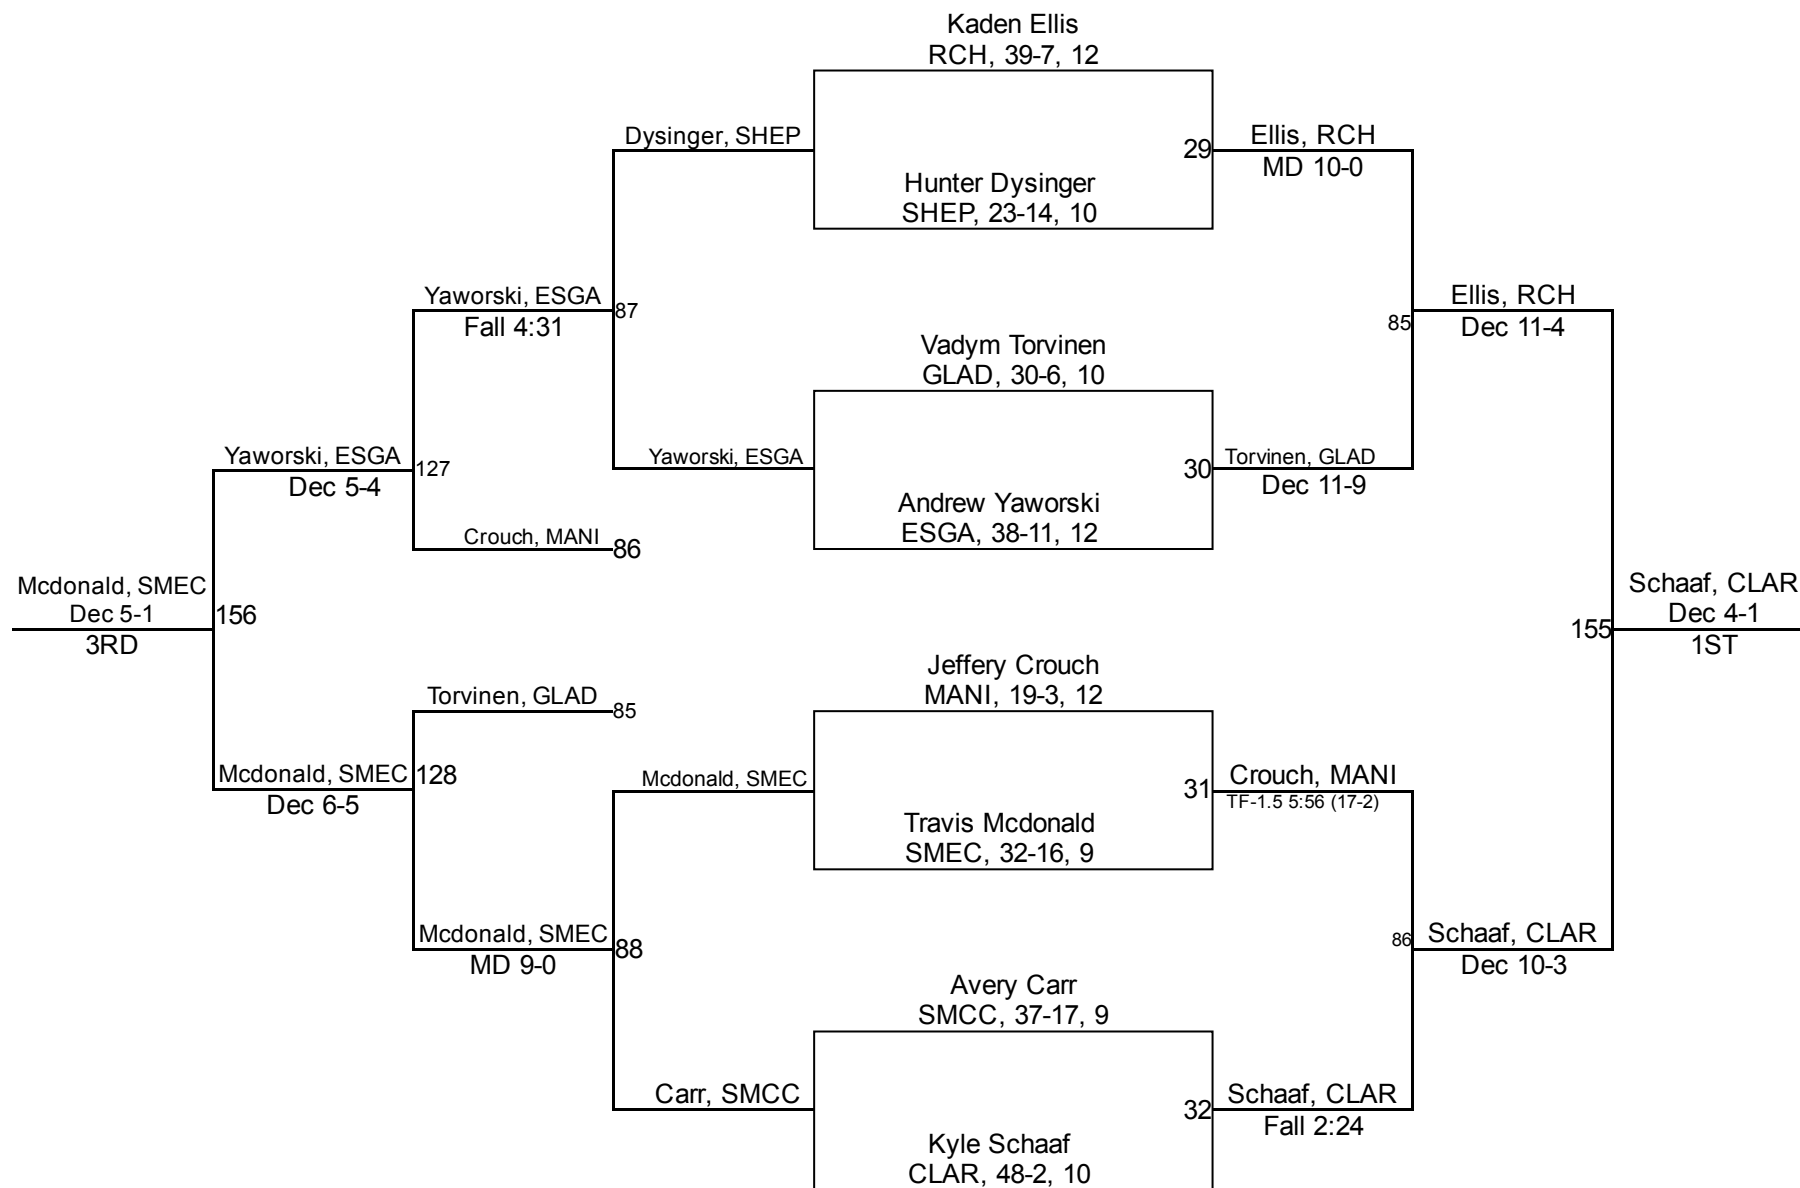 Kaden Ellis
RCH, 39-7, 12
Dysinger, SHEP
29
Ellis, RCH
MD 10-0
Hunter Dysinger
SHEP, 23-14, 10
Yaworski, ESGA
Fall 4:31
87
85
Ellis, RCH
Dec 11-4
Vadym Torvinen
GLAD, 30-6, 10
Yaworski, ESGA
Dec 5-4
127
Yaworski, ESGA
30
Torvinen, GLAD
Dec 11-9
Andrew Yaworski
ESGA, 38-11, 12
Crouch, MANI
86
Mcdonald, SMEC
Dec 5-1
3RD
156
155
Schaaf, CLAR
Dec 4-1
1ST
Jeffery Crouch
MANI, 19-3, 12
Torvinen, GLAD
85
Mcdonald, SMEC
Dec 6-5
128
Mcdonald, SMEC
31
Crouch, MANI
TF-1.5 5:56 (17-2)
Travis Mcdonald
SMEC, 32-16, 9
Mcdonald, SMEC
MD 9-0
88
86
Schaaf, CLAR
Dec 10-3
Avery Carr
SMCC, 37-17, 9
Carr, SMCC
32
Schaaf, CLAR
Fall 2:24
Kyle Schaaf
CLAR, 48-2, 10